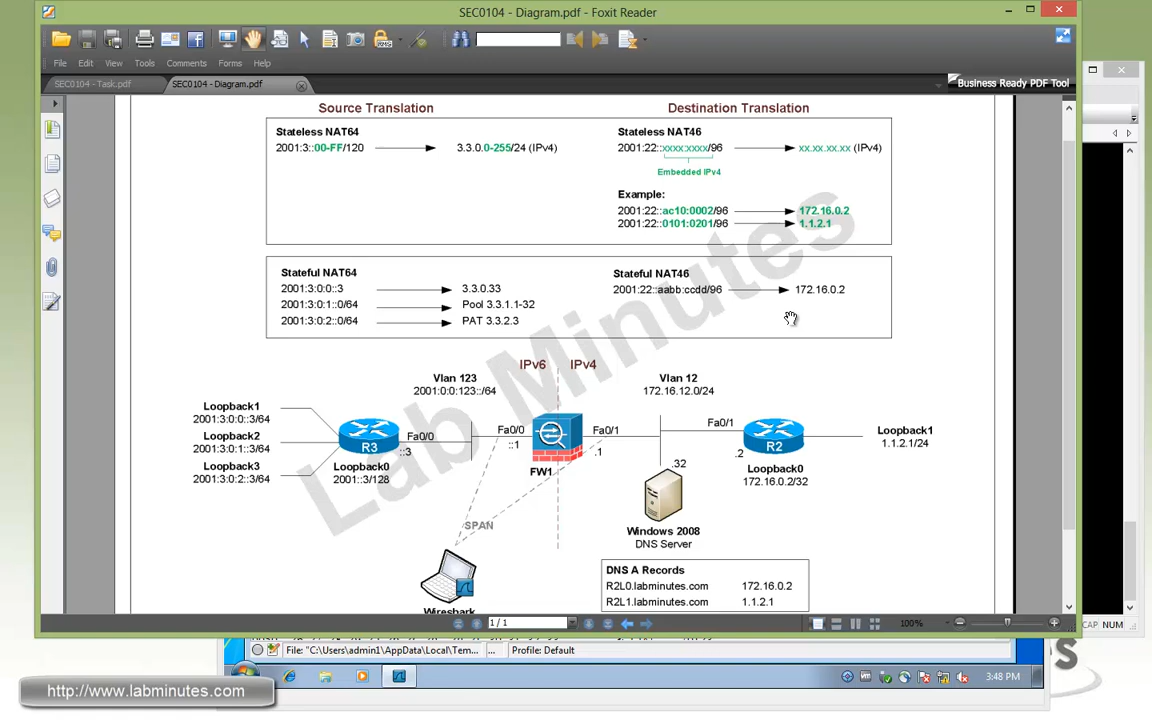 SEC0104 - Diagram.pdf - Foxit Reader
File Edit View Tools Comments Forms Help
SEC0104 - Task.pdf SEC0104 - Diagram.pdf Business Ready PDF Tool
Source Translation Destination Translation
Stateless NAT64
2001:3::00-FF/120 3.3.0.0-255/24 (IPv4)
Stateless NAT46
2001:22::xxxx:xxxx/96 xx.xx.xx.xx (IPv4)
Embedded IPv4
Example:
2001:22::ac10:0002/96 172.16.0.2
2001:22::0101:0201/96 1.1.2.1
Stateful NAT64
2001:3:0:0::3 3.3.0.33
2001:3:0:1::0/64 Pool 3.3.1.1-32
2001:3:0:2::0/64 PAT 3.3.2.3
Stateful NAT46
2001:22::aabb:ccdd/96 172.16.0.2
Lab Minutes
IPv6 IPv4
Vlan 123
2001:0:0:123::/64
Vlan 12
172.16.12.0/24
Loopback1
2001:3:0:0::3/64
Loopback2
2001:3:0:1::3/64
Loopback3
2001:3:0:2::3/64
R3
Fa0/0
::3
Loopback0
2001::3/128
Fa0/0
::1
FW1
Fa0/1
.1
Fa0/1
.2
R2
Loopback0
172.16.0.2/32
Loopback1
1.1.2.1/24
.32
Windows 2008
DNS Server
SPAN
Wireshark
DNS A Records
R2L0.labminutes.com 172.16.0.2
R2L1.labminutes.com 1.1.2.1
1 / 1 100%
CAP NUM
File: "C:\Users\admin1\AppData\Local\Tem... ... Profile: Default
3:48 PM
http://www.labminutes.com